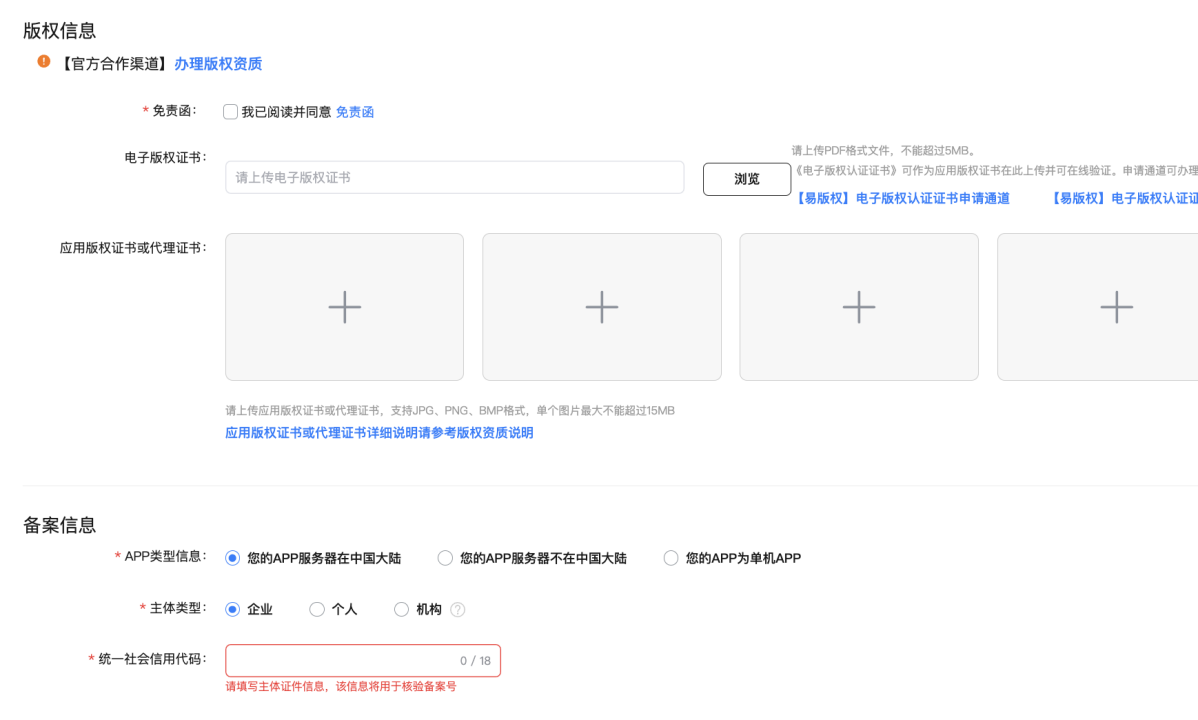 版权信息
【官方合作渠道】办理版权资质
* 免责函： 我已阅读并同意 免责函
电子版权证书： 请上传电子版权证书 浏览
请上传PDF格式文件，不能超过5MB。
《电子版权认证证书》可作为应用版权证书在此上传并可在线验证。申请通道可办理
【易版权】电子版权认证证书申请通道 【易版权】电子版权认证证
应用版权证书或代理证书：
请上传应用版权证书或代理证书，支持JPG、PNG、BMP格式，单个图片最大不能超过15MB
应用版权证书或代理证书详细说明请参考版权资质说明
备案信息
* APP类型信息： 您的APP服务器在中国大陆 您的APP服务器不在中国大陆 您的APP为单机APP
* 主体类型： 企业 个人 机构 ?
* 统一社会信用代码： 0 / 18
请填写主体证件信息，该信息将用于核验备案号